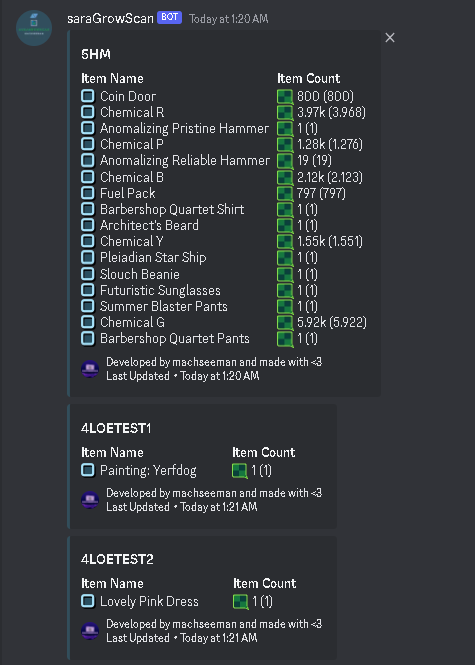 saraGrowScan BOT Today at 1:20 AM
5HM
Item Name Item Count
Coin Door 800 (800)
Chemical R 3.97k (3.968)
Anomalizing Pristine Hammer 1 (1)
Chemical P 1.28k (1.276)
Anomalizing Reliable Hammer 19 (19)
Chemical B 2.12k (2.123)
Fuel Pack 797 (797)
Barbershop Quartet Shirt 1 (1)
Architect's Beard 1 (1)
Chemical Y 1.55k (1.551)
Pleiadian Star Ship 1 (1)
Slouch Beanie 1 (1)
Futuristic Sunglasses 1 (1)
Summer Blaster Pants 1 (1)
Chemical G 5.92k (5.922)
Barbershop Quartet Pants 1 (1)
Developed by machseeman and made with <3
Last Updated • Today at 1:20 AM
4LOETEST1
Item Name Item Count
Painting: Yerfdog 1 (1)
Developed by machseeman and made with <3
Last Updated • Today at 1:21 AM
4LOETEST2
Item Name Item Count
Lovely Pink Dress 1 (1)
Developed by machseeman and made with <3
Last Updated • Today at 1:21 AM